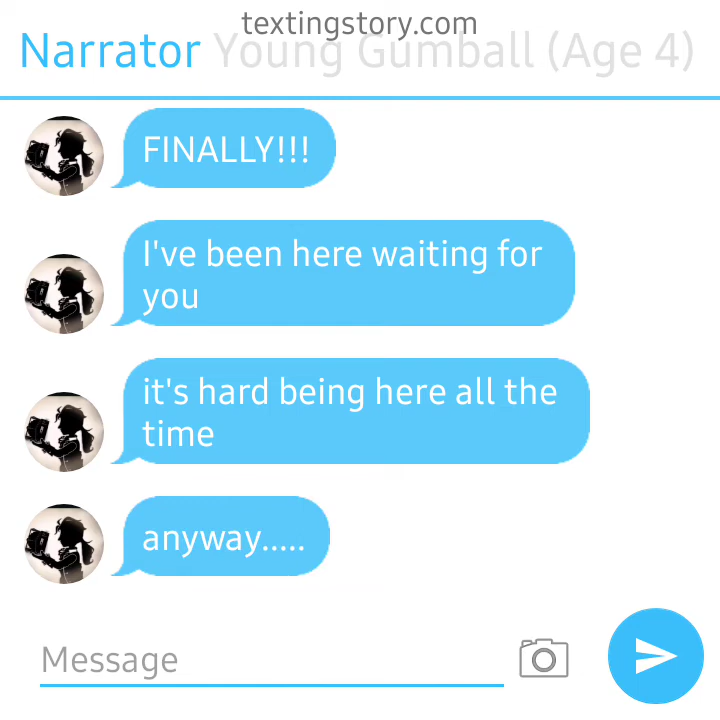 textingstory.com
Narrator Young Gumball (Age 4)
FINALLY!!!
I've been here waiting for
you
it's hard being here all the
time
anyway.....
Message